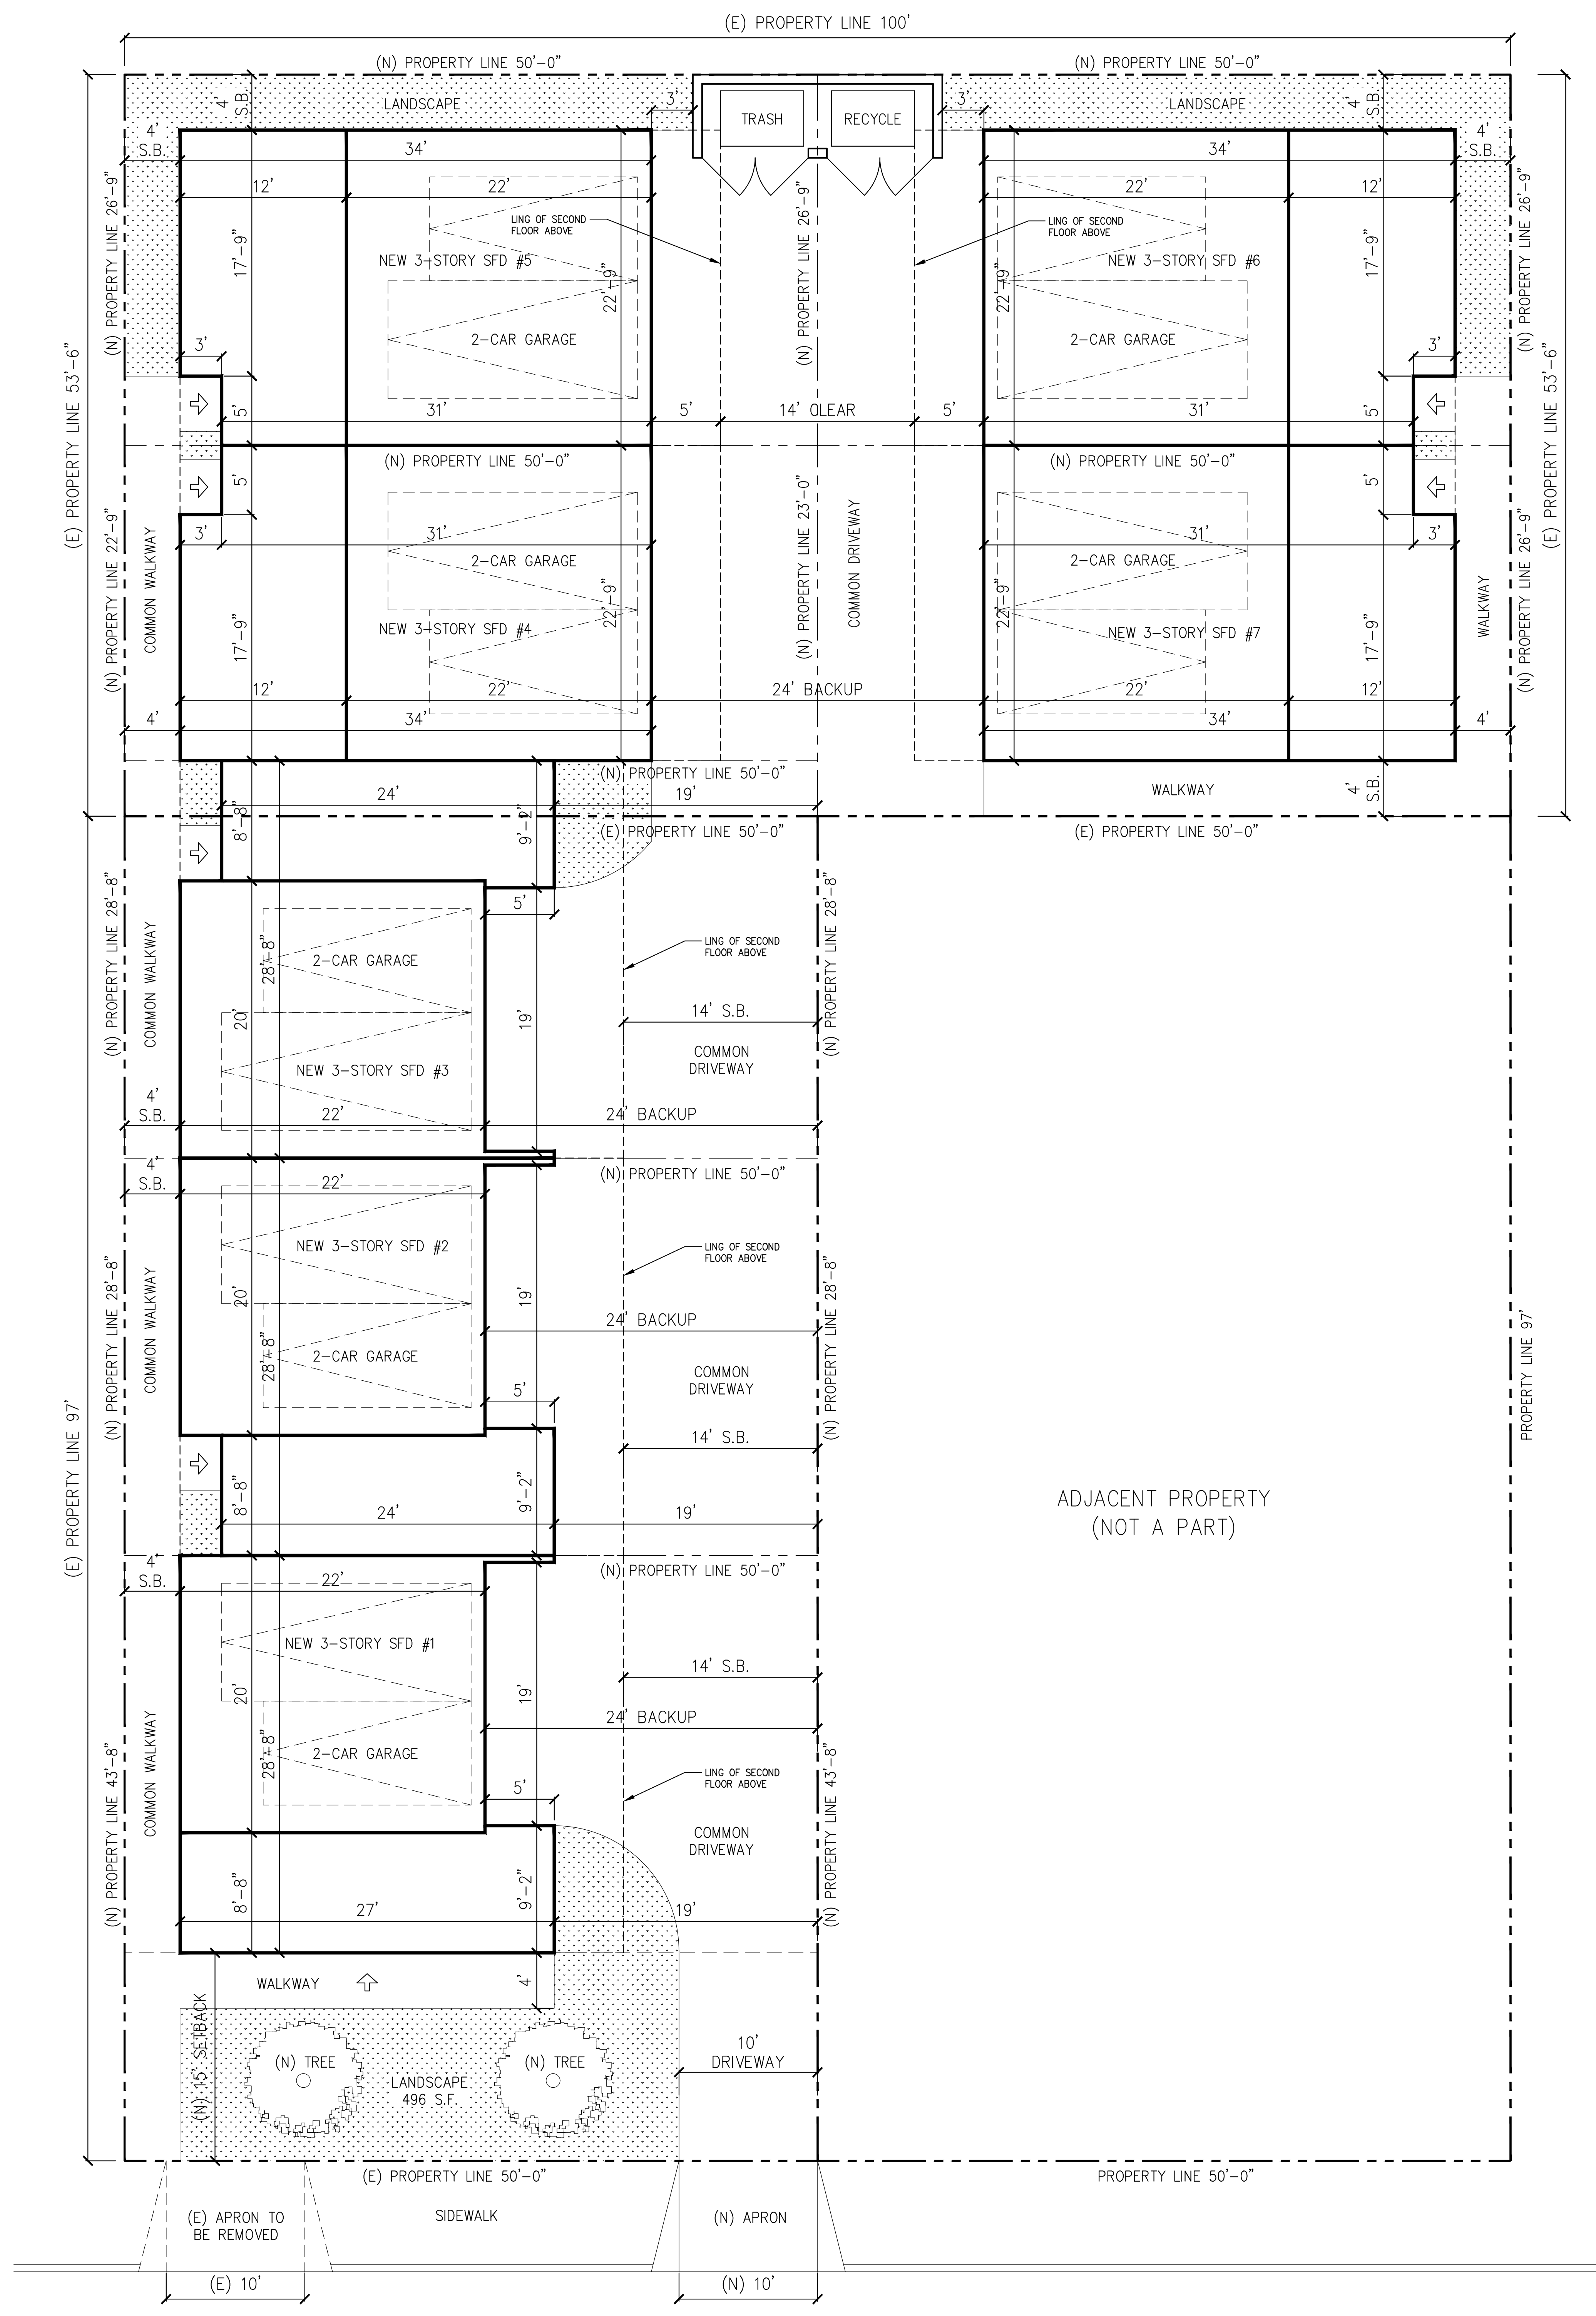 (E) PROPERTY LINE 100'
(N) PROPERTY LINE 50'-0"
(N) PROPERTY LINE 50'-0"
4'
S.B.
LANDSCAPE
3'
TRASH
RECYCLE
3'
LANDSCAPE
4'
S.B.
4'
S.B.
34'
34'
4'
S.B.
12'
22'
22'
12'
(N) PROPERTY LINE 26'-9"
17'-9"
LING OF SECOND
FLOOR ABOVE
(N) PROPERTY LINE 26'-9"
LING OF SECOND
FLOOR ABOVE
17'-9"
(N) PROPERTY LINE 26'-9"
NEW 3-STORY SFD #5
22'-9"
22'-9"
NEW 3-STORY SFD #6
2-CAR GARAGE
2-CAR GARAGE
(E) PROPERTY LINE 53'-6"
(E) PROPERTY LINE 53'-6"
3'
3'
5'
31'
5'
14' CLEAR
5'
31'
5'
(N) PROPERTY LINE 50'-0"
(N) PROPERTY LINE 50'-0"
5'
5'
3'
31'
31'
3'
(N) PROPERTY LINE 22'-9"
COMMON WALKWAY
2-CAR GARAGE
22'-9"
(N) PROPERTY LINE 23'-0"
COMMON DRIVEWAY
22'-9"
2-CAR GARAGE
WALKWAY
(N) PROPERTY LINE 26'-9"
17'-9"
NEW 3-STORY SFD #4
NEW 3-STORY SFD #7
17'-9"
12'
22'
24' BACKUP
22'
12'
4'
34'
34'
4'
(N) PROPERTY LINE 50'-0"
24'
19'
WALKWAY
4'
S.B.
8'-8"
9'-2"
(E) PROPERTY LINE 50'-0"
(E) PROPERTY LINE 50'-0"
5'
(N) PROPERTY LINE 28'-8"
COMMON WALKWAY
28'-8"
2-CAR GARAGE
LING OF SECOND
FLOOR ABOVE
(N) PROPERTY LINE 28'-8"
20'
19'
14' S.B.
COMMON
DRIVEWAY
NEW 3-STORY SFD #3
4'
S.B.
22'
24' BACKUP
4'
S.B.
22'
(N) PROPERTY LINE 50'-0"
NEW 3-STORY SFD #2
LING OF SECOND
FLOOR ABOVE
(N) PROPERTY LINE 28'-8"
COMMON WALKWAY
20'
19'
24' BACKUP
(N) PROPERTY LINE 28'-8"
28'-8"
2-CAR GARAGE
COMMON
DRIVEWAY
PROPERTY LINE 97'
5'
14' S.B.
(E) PROPERTY LINE 97'
8'-8"
9'-2"
24'
19'
ADJACENT PROPERTY
(NOT A PART)
4'
S.B.
22'
(N) PROPERTY LINE 50'-0"
NEW 3-STORY SFD #1
14' S.B.
20'
19'
24' BACKUP
(N) PROPERTY LINE 43'-8"
COMMON WALKWAY
28'-8"
2-CAR GARAGE
LING OF SECOND
FLOOR ABOVE
(N) PROPERTY LINE 43'-8"
5'
COMMON
DRIVEWAY
8'-8"
9'-2"
27'
19'
WALKWAY
4'
(N) 15' SETBACK
(N) TREE
(N) TREE
LANDSCAPE
496 S.F.
10'
DRIVEWAY
(E) PROPERTY LINE 50'-0"
PROPERTY LINE 50'-0"
(E) APRON TO
BE REMOVED
SIDEWALK
(N) APRON
(E) 10'
(N) 10'